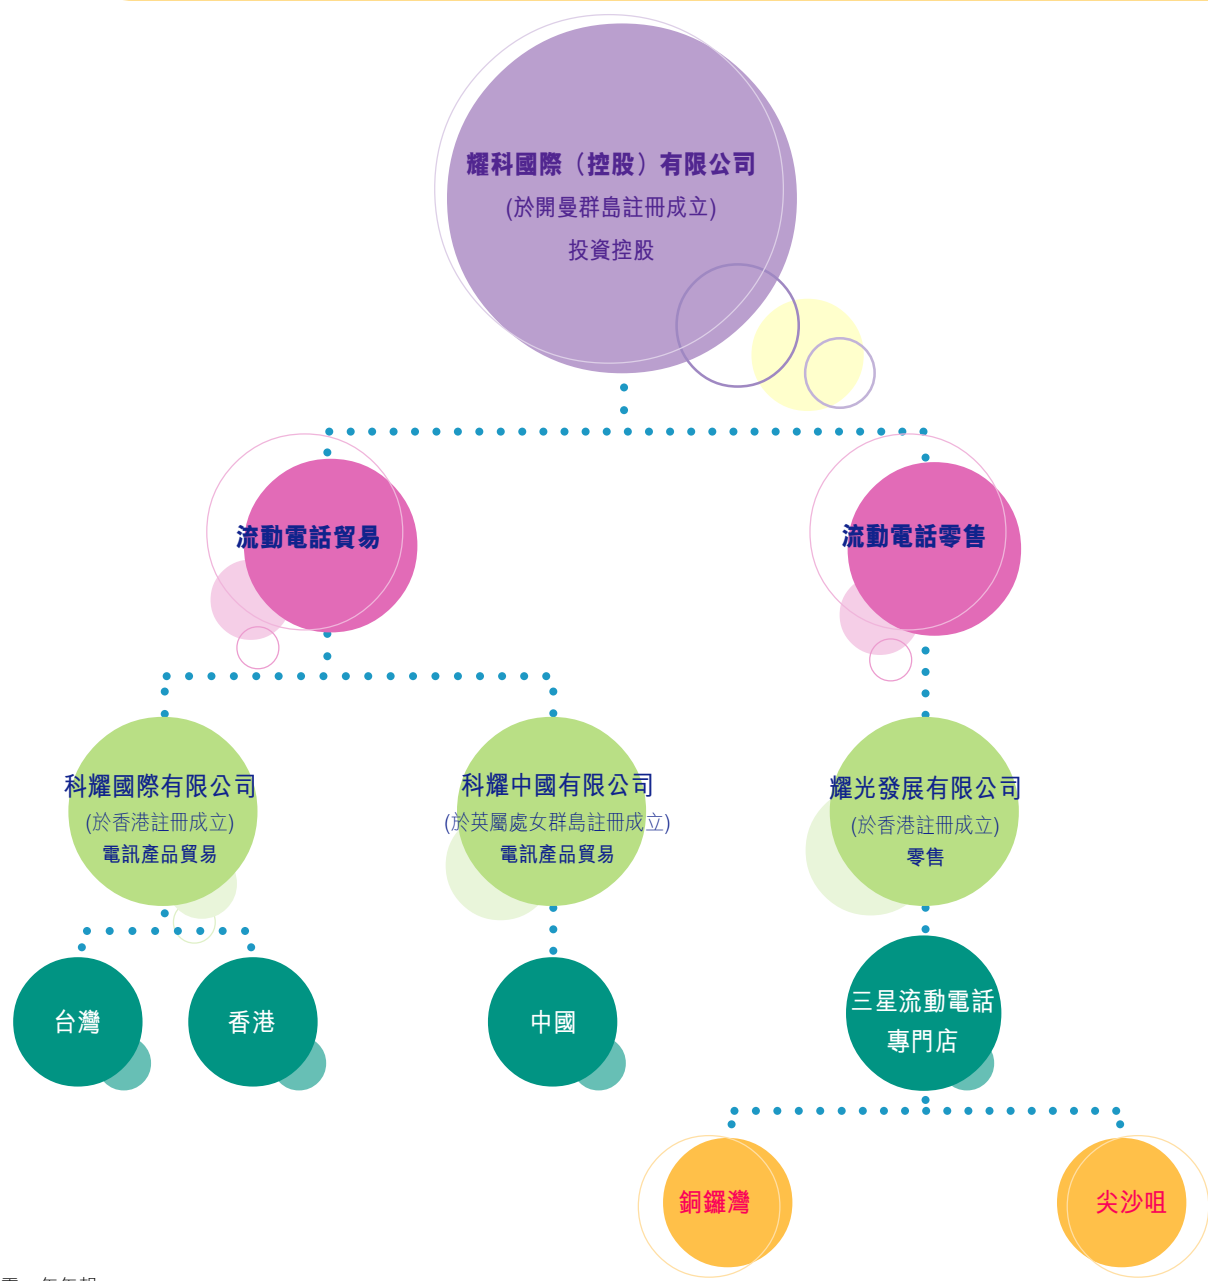 耀科國際（控股）有限公司
(於開曼群島註冊成立)
投資控股
流動電話貿易
流動電話零售
科耀國際有限公司
(於香港註冊成立)
電訊產品貿易
科耀中國有限公司
(於英屬處女群島註冊成立)
電訊產品貿易
耀光發展有限公司
(於香港註冊成立)
零售
台灣
香港
中國
三星流動電話
專門店
銅鑼灣
尖沙咀